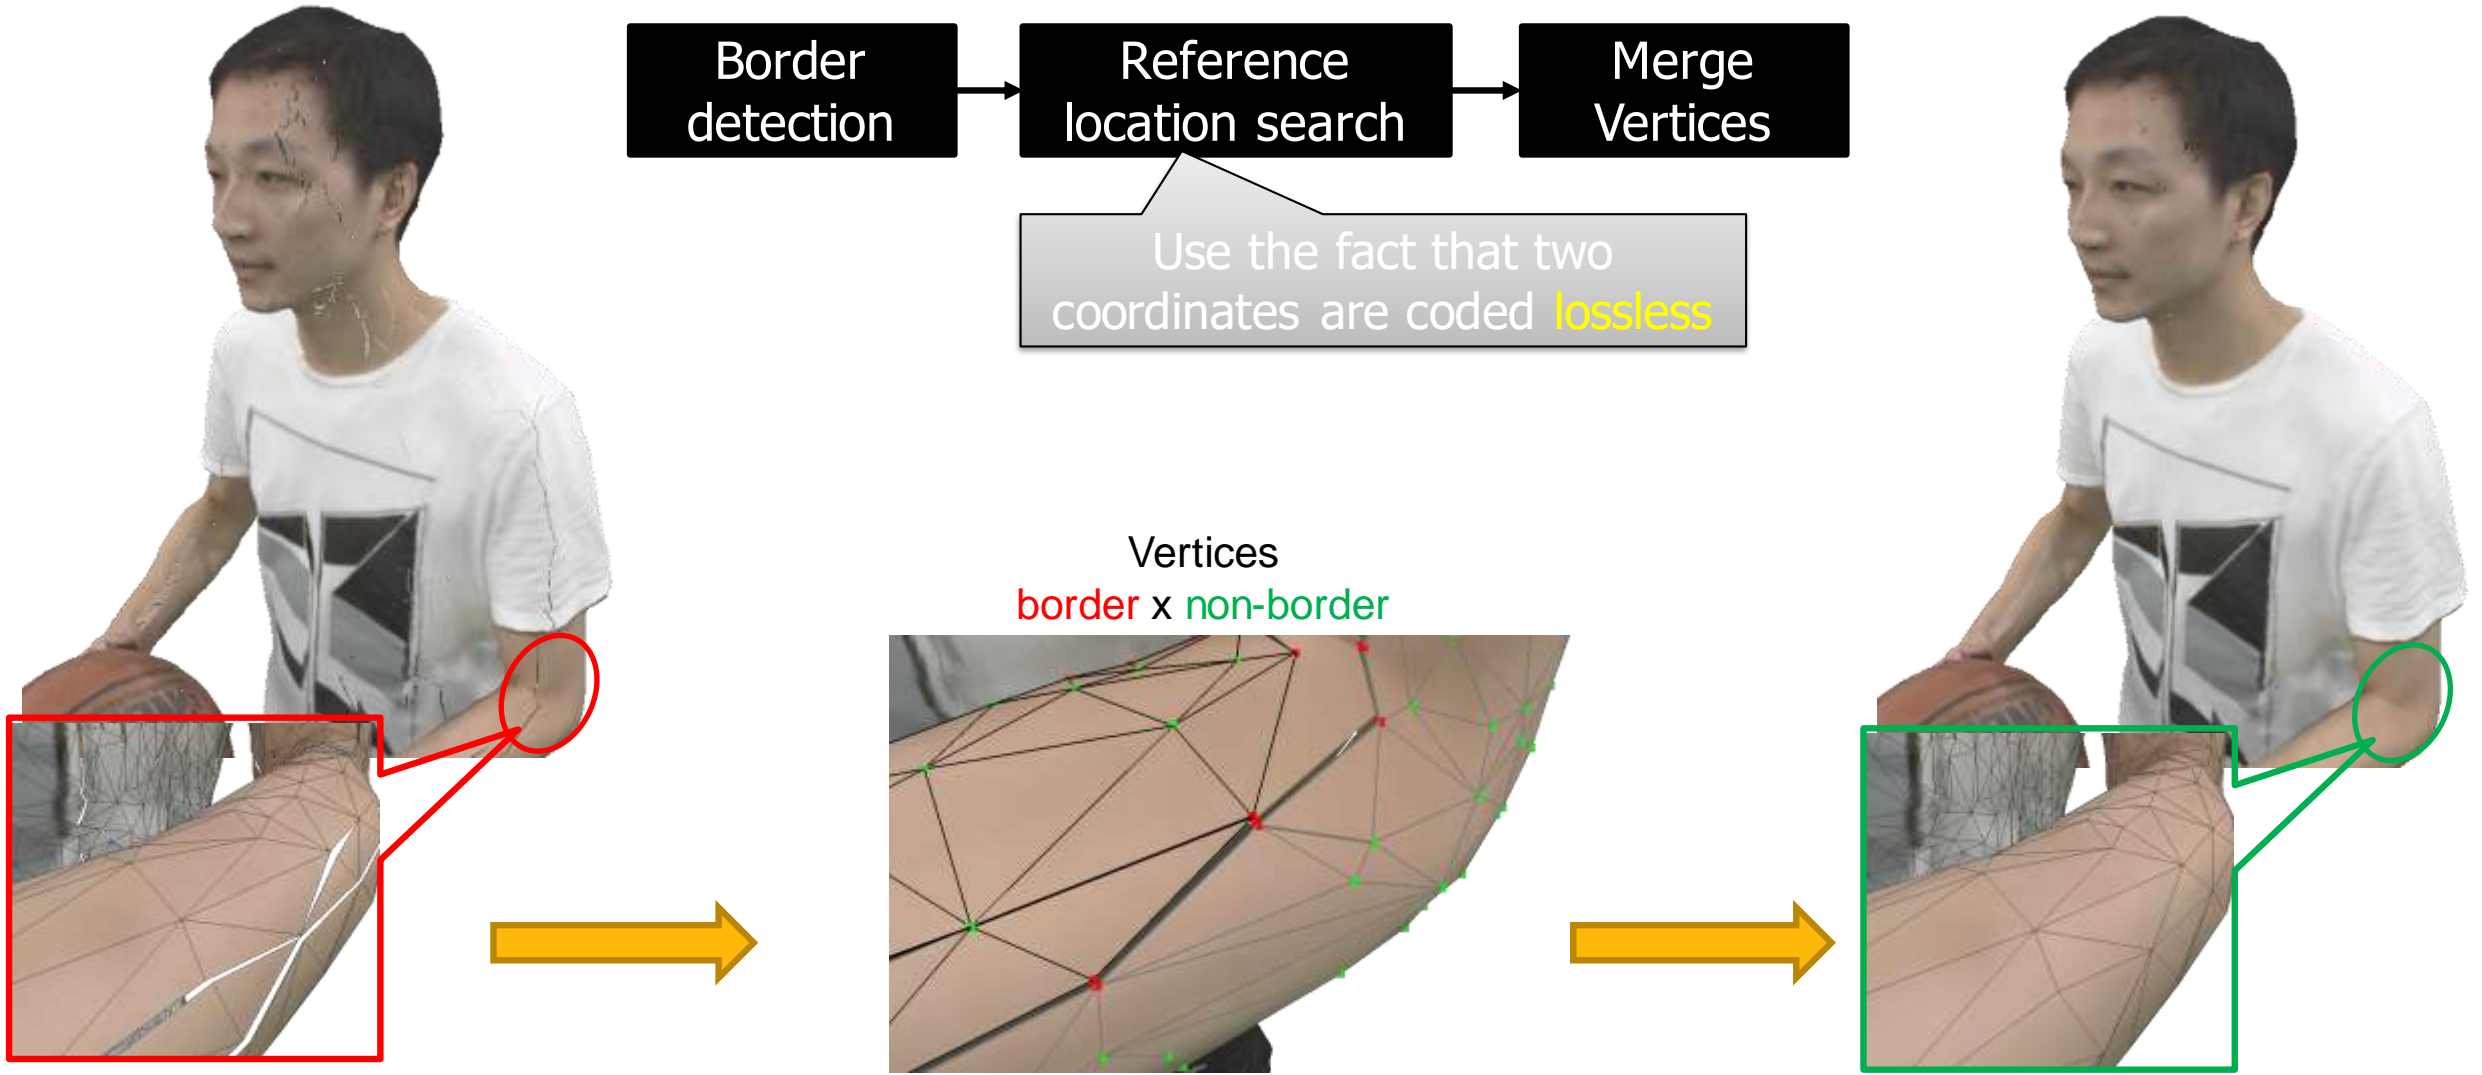 Border
detection
Reference
location search
Merge
Vertices
Use the fact that two
coordinates are coded lossless
Vertices
border x non-border